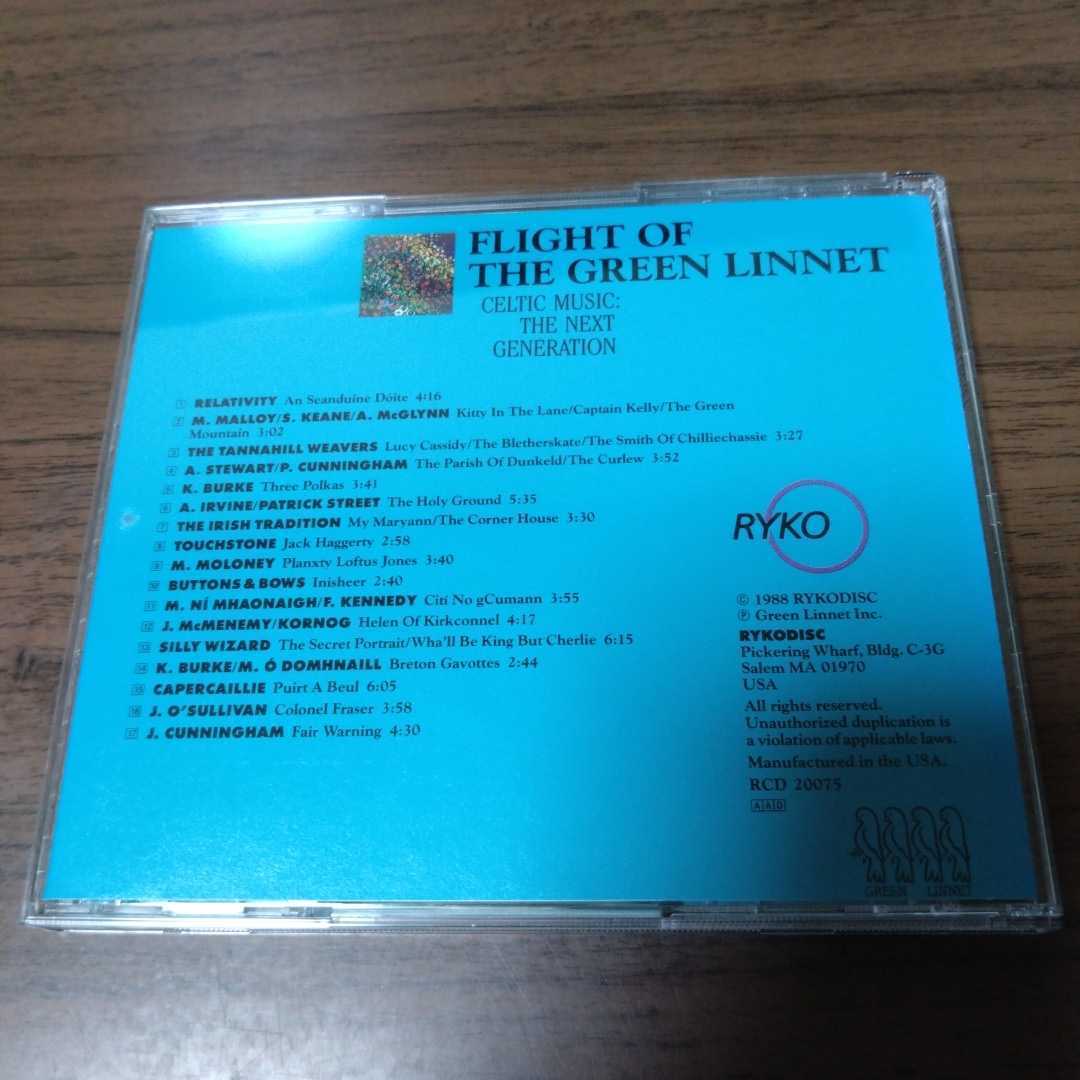 FLIGHT OF
THE GREEN LINNET
CELTIC MUSIC:
THE NEXT
GENERATION
1 RELATIVITY An Seanduine Dóite 4:16
2 M. MALLOY/S. KEANE/A. McGLYNN Kitty In The Lane/Captain Kelly/The Green
Mountain 3:02
3 THE TANNAHILL WEAVERS Lucy Cassidy/The Bletherskate/The Smith Of Chilliechassie 3:27
4 A. STEWART/P. CUNNINGHAM The Parish Of Dunkeld/The Curlew 3:52
5 K. BURKE Three Polkas 3:41
6 A. IRVINE/PATRICK STREET The Holy Ground 5:35
7 THE IRISH TRADITION My Maryann/The Corner House 3:30
8 TOUCHSTONE Jack Haggerty 2:58
9 M. MOLONEY Planxty Loftus Jones 3:40
10 BUTTONS & BOWS Inisheer 2:40
11 M. NÍ MHAONAIGH/F. KENNEDY Cití No gCumann 3:55
12 J. McMENEMY/KORNOG Helen Of Kirkconnel 4:17
13 SILLY WIZARD The Secret Portrait/Wha'll Be King But Cherlie 6:15
14 K. BURKE/M. Ó DOMHNAILL Breton Gavottes 2:44
15 CAPERCAILLIE Puirt A Beul 6:05
16 J. O'SULLIVAN Colonel Fraser 3:58
17 J. CUNNINGHAM Fair Warning 4:30
RYKO
© 1988 RYKODISC
℗ Green Linnet Inc.
RYKODISC
Pickering Wharf, Bldg. C-3G
Salem MA 01970
USA
All rights reserved.
Unauthorized duplication is
a violation of applicable laws.
Manufactured in the USA.
RCD 20075
AAD
GREEN LINNET